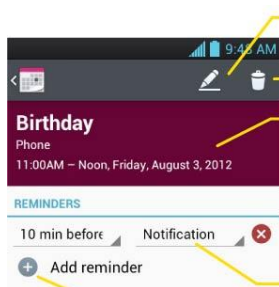 9:45 AM
Birthday
Phone
11:00AM – Noon, Friday, August 3, 2012
REMINDERS
10 min before
Notification
Add reminder